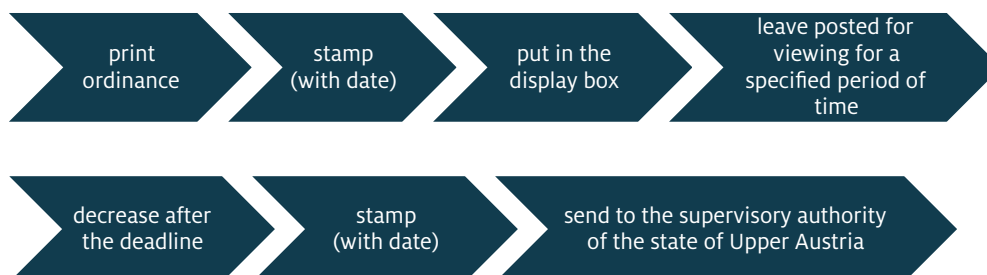 print
ordinance
stamp
(with date)
put in the
display box
leave posted for
viewing for a
specified period of
time
decrease after
the deadline
stamp
(with date)
send to the supervisory authority
of the state of Upper Austria